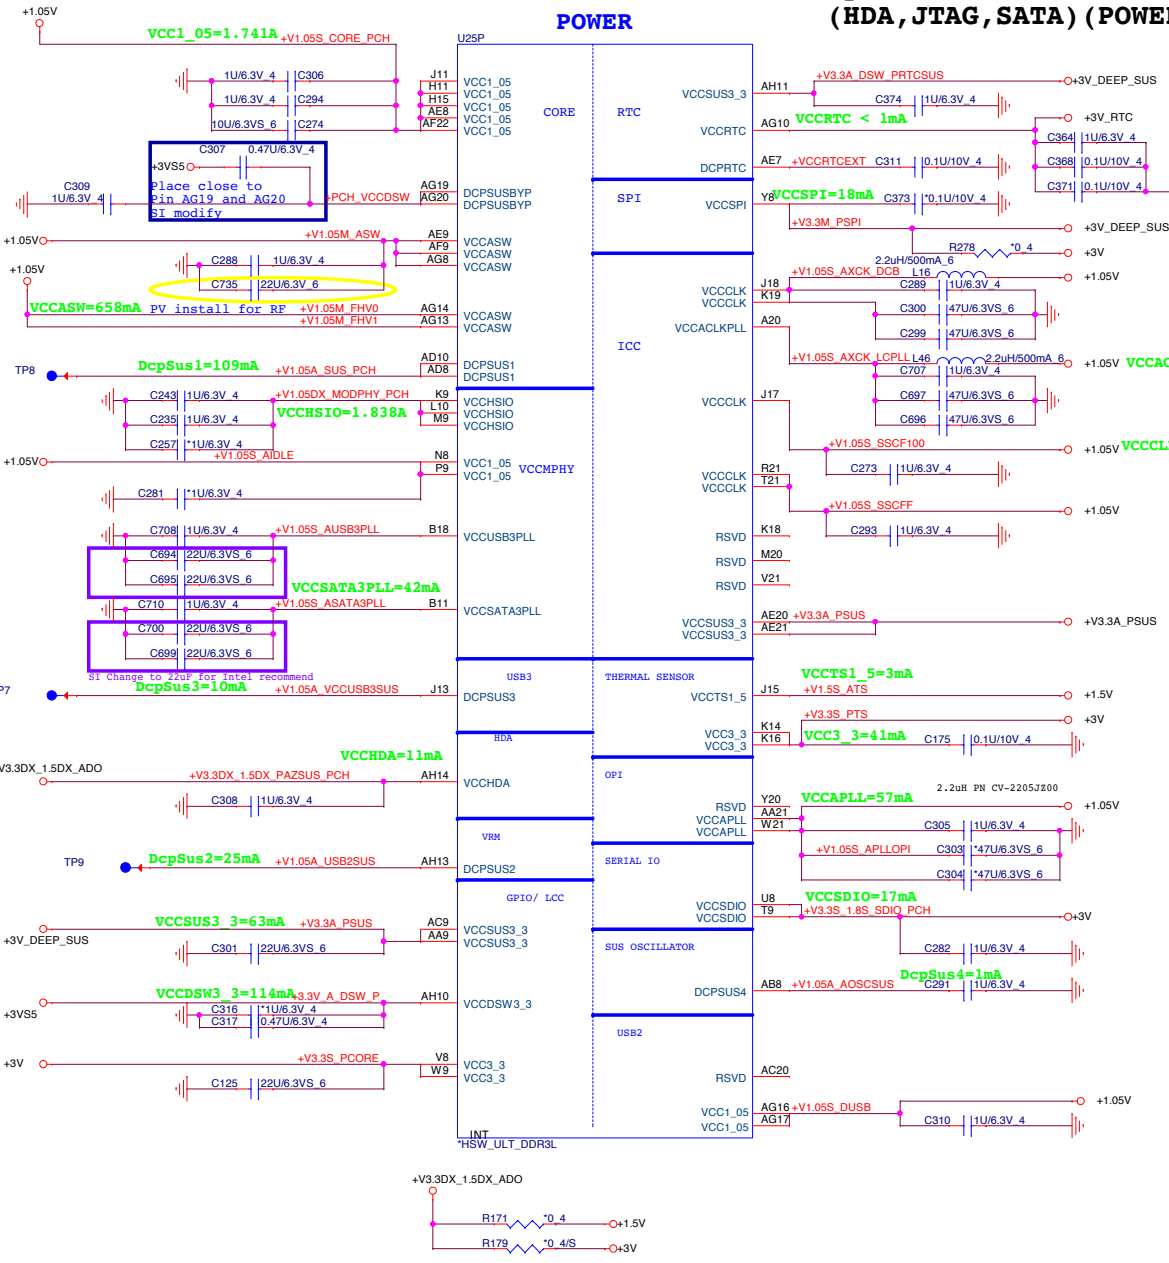 (HDA,JTAG,SATA)(POWE
POWER
+1.05V
VCC1_05=1.741A
+V1.05S_CORE_PCH
U25P
1U/6.3V_4 C306
1U/6.3V_4 C294
10U/6.3VS_6 C274
J11 VCC1_05
H11 VCC1_05
H15 VCC1_05
AE8 VCC1_05
AF22 VCC1_05
CORE
C307 0.47U/6.3V_4
+3VS5
Place close to
Pin AG19 and AG20
SI modify
C309
1U/6.3V_4
+PCH_VCCDSW
AG19 DCPSUSBYP
AG20 DCPSUSBYP
+1.05V
+V1.05M_ASW
AE9 VCCASW
AF9 VCCASW
AG8 VCCASW
C288 1U/6.3V_4
C735 22U/6.3V_6
+1.05V
VCCASW=658mA
PV install for RF
+V1.05M_FHV0
+V1.05M_FHV1
AG14 VCCASW
AG13 VCCASW
TP8
DcpSus1=109mA
+V1.05A_SUS_PCH
AD10 DCPSUS1
AD8 DCPSUS1
C243 1U/6.3V_4
+V1.05DX_MODPHY_PCH
VCCHSIO=1.838A
C235 1U/6.3V_4
C257 *1U/6.3V_4
K9 VCCHSIO
L10 VCCHSIO
M9 VCCHSIO
+1.05V
+V1.05S_AIDLE
N8 VCC1_05
P9 VCC1_05
VCCMPHY
C281 *1U/6.3V_4
C708 1U/6.3V_4
+V1.05S_AUSB3PLL
B18 VCCUSB3PLL
C694 22U/6.3VS_6
C695 22U/6.3VS_6
VCCSATA3PLL=42mA
C710 1U/6.3V_4
+V1.05S_ASATA3PLL
B11 VCCSATA3PLL
C700 22U/6.3VS_6
C699 22U/6.3VS_6
SI Change to 22uF for Intel recommend
P7
DcpSus3=10mA
+V1.05A_VCCUSB3SUS
J13 DCPSUS3
USB3
HDA
VCCHDA=11mA
V3.3DX_1.5DX_ADO
+V3.3DX_1.5DX_PAZSUS_PCH
AH14 VCCHDA
C308 1U/6.3V_4
VRM
TP9
DcpSus2=25mA
+V1.05A_USB2SUS
AH13 DCPSUS2
GPIO/ LCC
VCCSUS3_3=63mA
+V3.3A_PSUS
+3V_DEEP_SUS
AC9 VCCSUS3_3
AA9 VCCSUS3_3
C301 22U/6.3VS_6
VCCDSW3_3=114mA
+3.3V_A_DSW_P
+3VS5
AH10 VCCDSW3_3
C316 *1U/6.3V_4
C317 0.47U/6.3V_4
+3V
+V3.3S_PCORE
V8 VCC3_3
W9 VCC3_3
C125 22U/6.3VS_6
INT
*HSW_ULT_DDR3L
RTC
VCCSUS3_3 AH11
+V3.3A_DSW_PRTCSUS
+3V_DEEP_SUS
C374 1U/6.3V_4
VCCRTC AG10
VCCRTC < 1mA
+3V_RTC
C364 1U/6.3V_4
C368 0.1U/10V_4
C371 0.1U/10V_4
DCPRTC AE7
+VCCRTCEXT C311 0.1U/10V_4
SPI
VCCSPI Y8
VCCSPI=18mA
C373 *0.1U/10V_4
+V3.3M_PSPI
+3V_DEEP_SUS
R278 *0_4
+3V
ICC
2.2uH/500mA_6
+V1.05S_AXCK_DCB L16
+1.05V
VCCCLK J18
VCCCLK K19
C289 1U/6.3V_4
C300 47U/6.3VS_6
C299 47U/6.3VS_6
VCCACLKPLL A20
+V1.05S_AXCK_LCPLL L46 2.2uH/500mA_6
+1.05V
VCCAC
C707 1U/6.3V_4
C697 47U/6.3VS_6
C696 47U/6.3VS_6
VCCCLK J17
+V1.05S_SSCF100
+1.05V
VCCCL
C273 1U/6.3V_4
VCCCLK R21
VCCCLK T21
+V1.05S_SSCFF
+1.05V
C293 1U/6.3V_4
RSVD K18
RSVD M20
RSVD V21
VCCSUS3_3 AE20
VCCSUS3_3 AE21
+V3.3A_PSUS
+V3.3A_PSUS
THERMAL SENSOR
VCCTS1_5=3mA
VCCTS1_5 J15
+V1.5S_ATS
+1.5V
+V3.3S_PTS
+3V
VCC3_3 K14
VCC3_3 K16
VCC3_3=41mA
C175 0.1U/10V_4
OPI
2.2uH PN CV-2205JZ00
VCCAPLL=57mA
RSVD Y20
VCCAPLL AA21
VCCAPLL W21
+1.05V
C305 1U/6.3V_4
+V1.05S_APLLOPI
C303 *47U/6.3VS_6
C304 *47U/6.3VS_6
SERIAL IO
VCCSDIO=17mA
VCCSDIO U8
VCCSDIO T9
+V3.3S_1.8S_SDIO_PCH
+3V
C282 1U/6.3V_4
SUS OSCILLATOR
DcpSus4=1mA
DCPSUS4 AB8
+V1.05A_AOSCSUS
C291 1U/6.3V_4
USB2
RSVD AC20
VCC1_05 AG16
VCC1_05 AG17
+V1.05S_DUSB
+1.05V
C310 1U/6.3V_4
+V3.3DX_1.5DX_ADO
R171 *0_4 +1.5V
R179 *0_4/S +3V